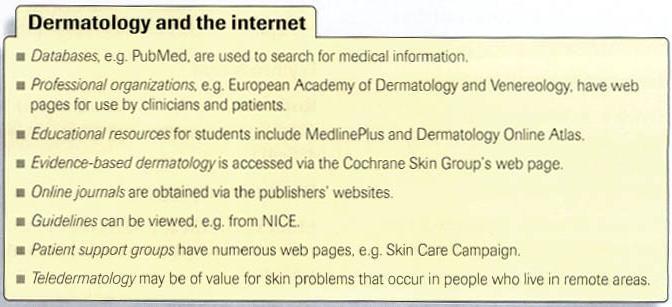 Dermatology and the internet
■ Databases, e.g. PubMed, are used to search for medical information.
■ Professional organizations, e.g. European Academy of Dermatology and Venereology, have web
pages for use by clinicians and patients.
■ Educational resources for students include MedlinePlus and Dermatology Online Atlas.
■ Evidence-based dermatology is accessed via the Cochrane Skin Group's web page.
■ Online journals are obtained via the publishers' websites.
■ Guidelines can be viewed, e.g. from NICE.
■ Patient support groups have numerous web pages, e.g. Skin Care Campaign.
■ Teledermatology may be of value for skin problems that occur in people who live in remote areas.